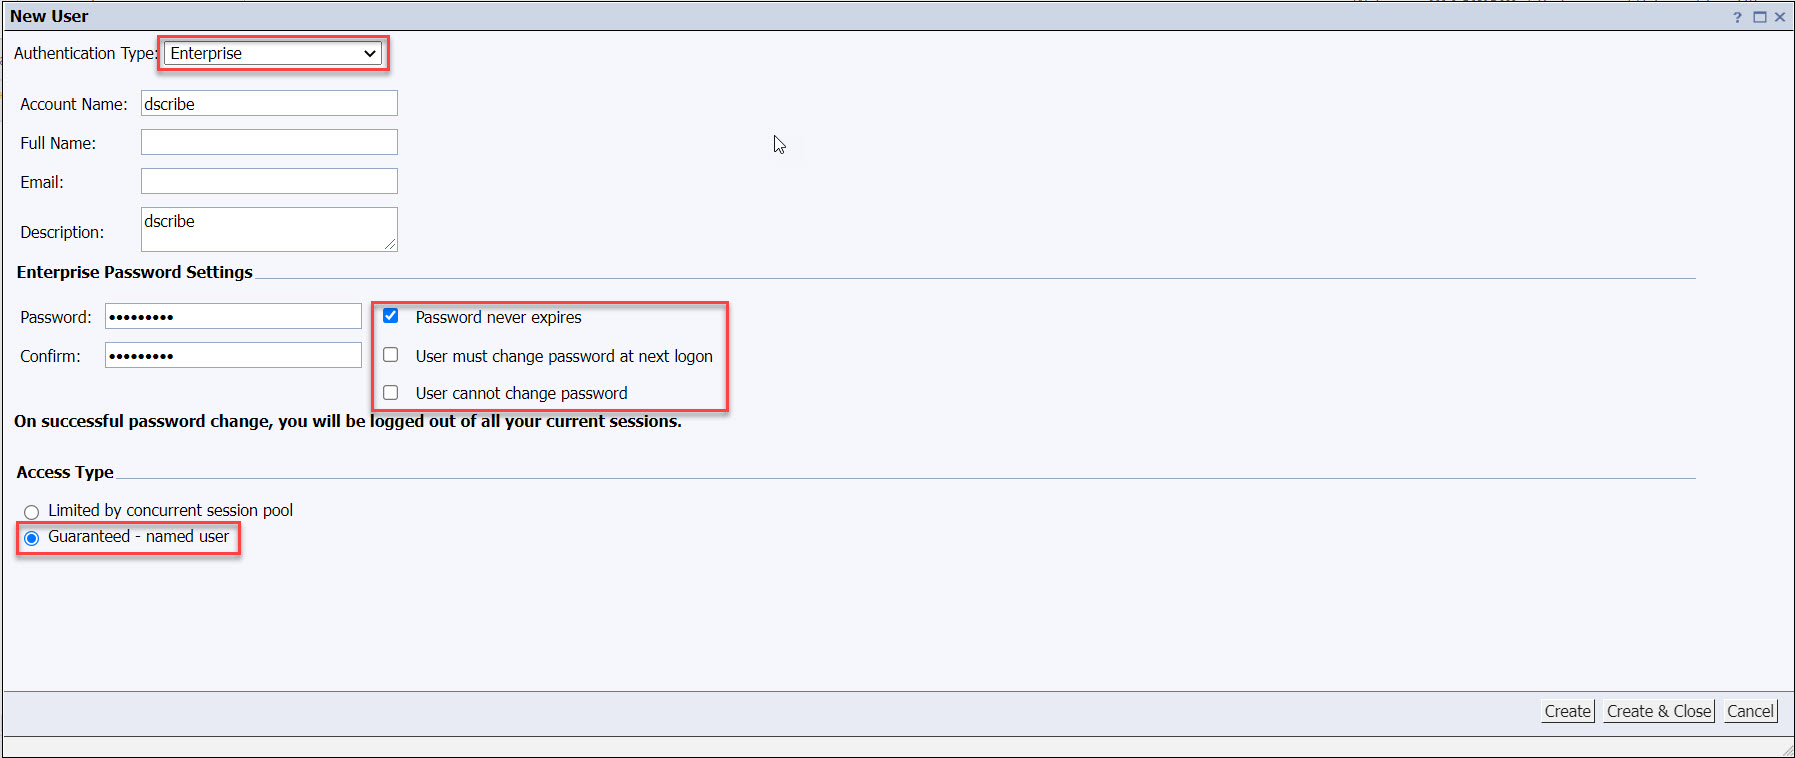 New User
Authentication Type: Enterprise
Account Name: dscribe
Full Name:
Email:
Description: dscribe
Enterprise Password Settings
Password: •••••••••
Password never expires
Confirm: •••••••••
User must change password at next logon
User cannot change password
On successful password change, you will be logged out of all your current sessions.
Access Type
Limited by concurrent session pool
Guaranteed - named user
Create Create & Close Cancel